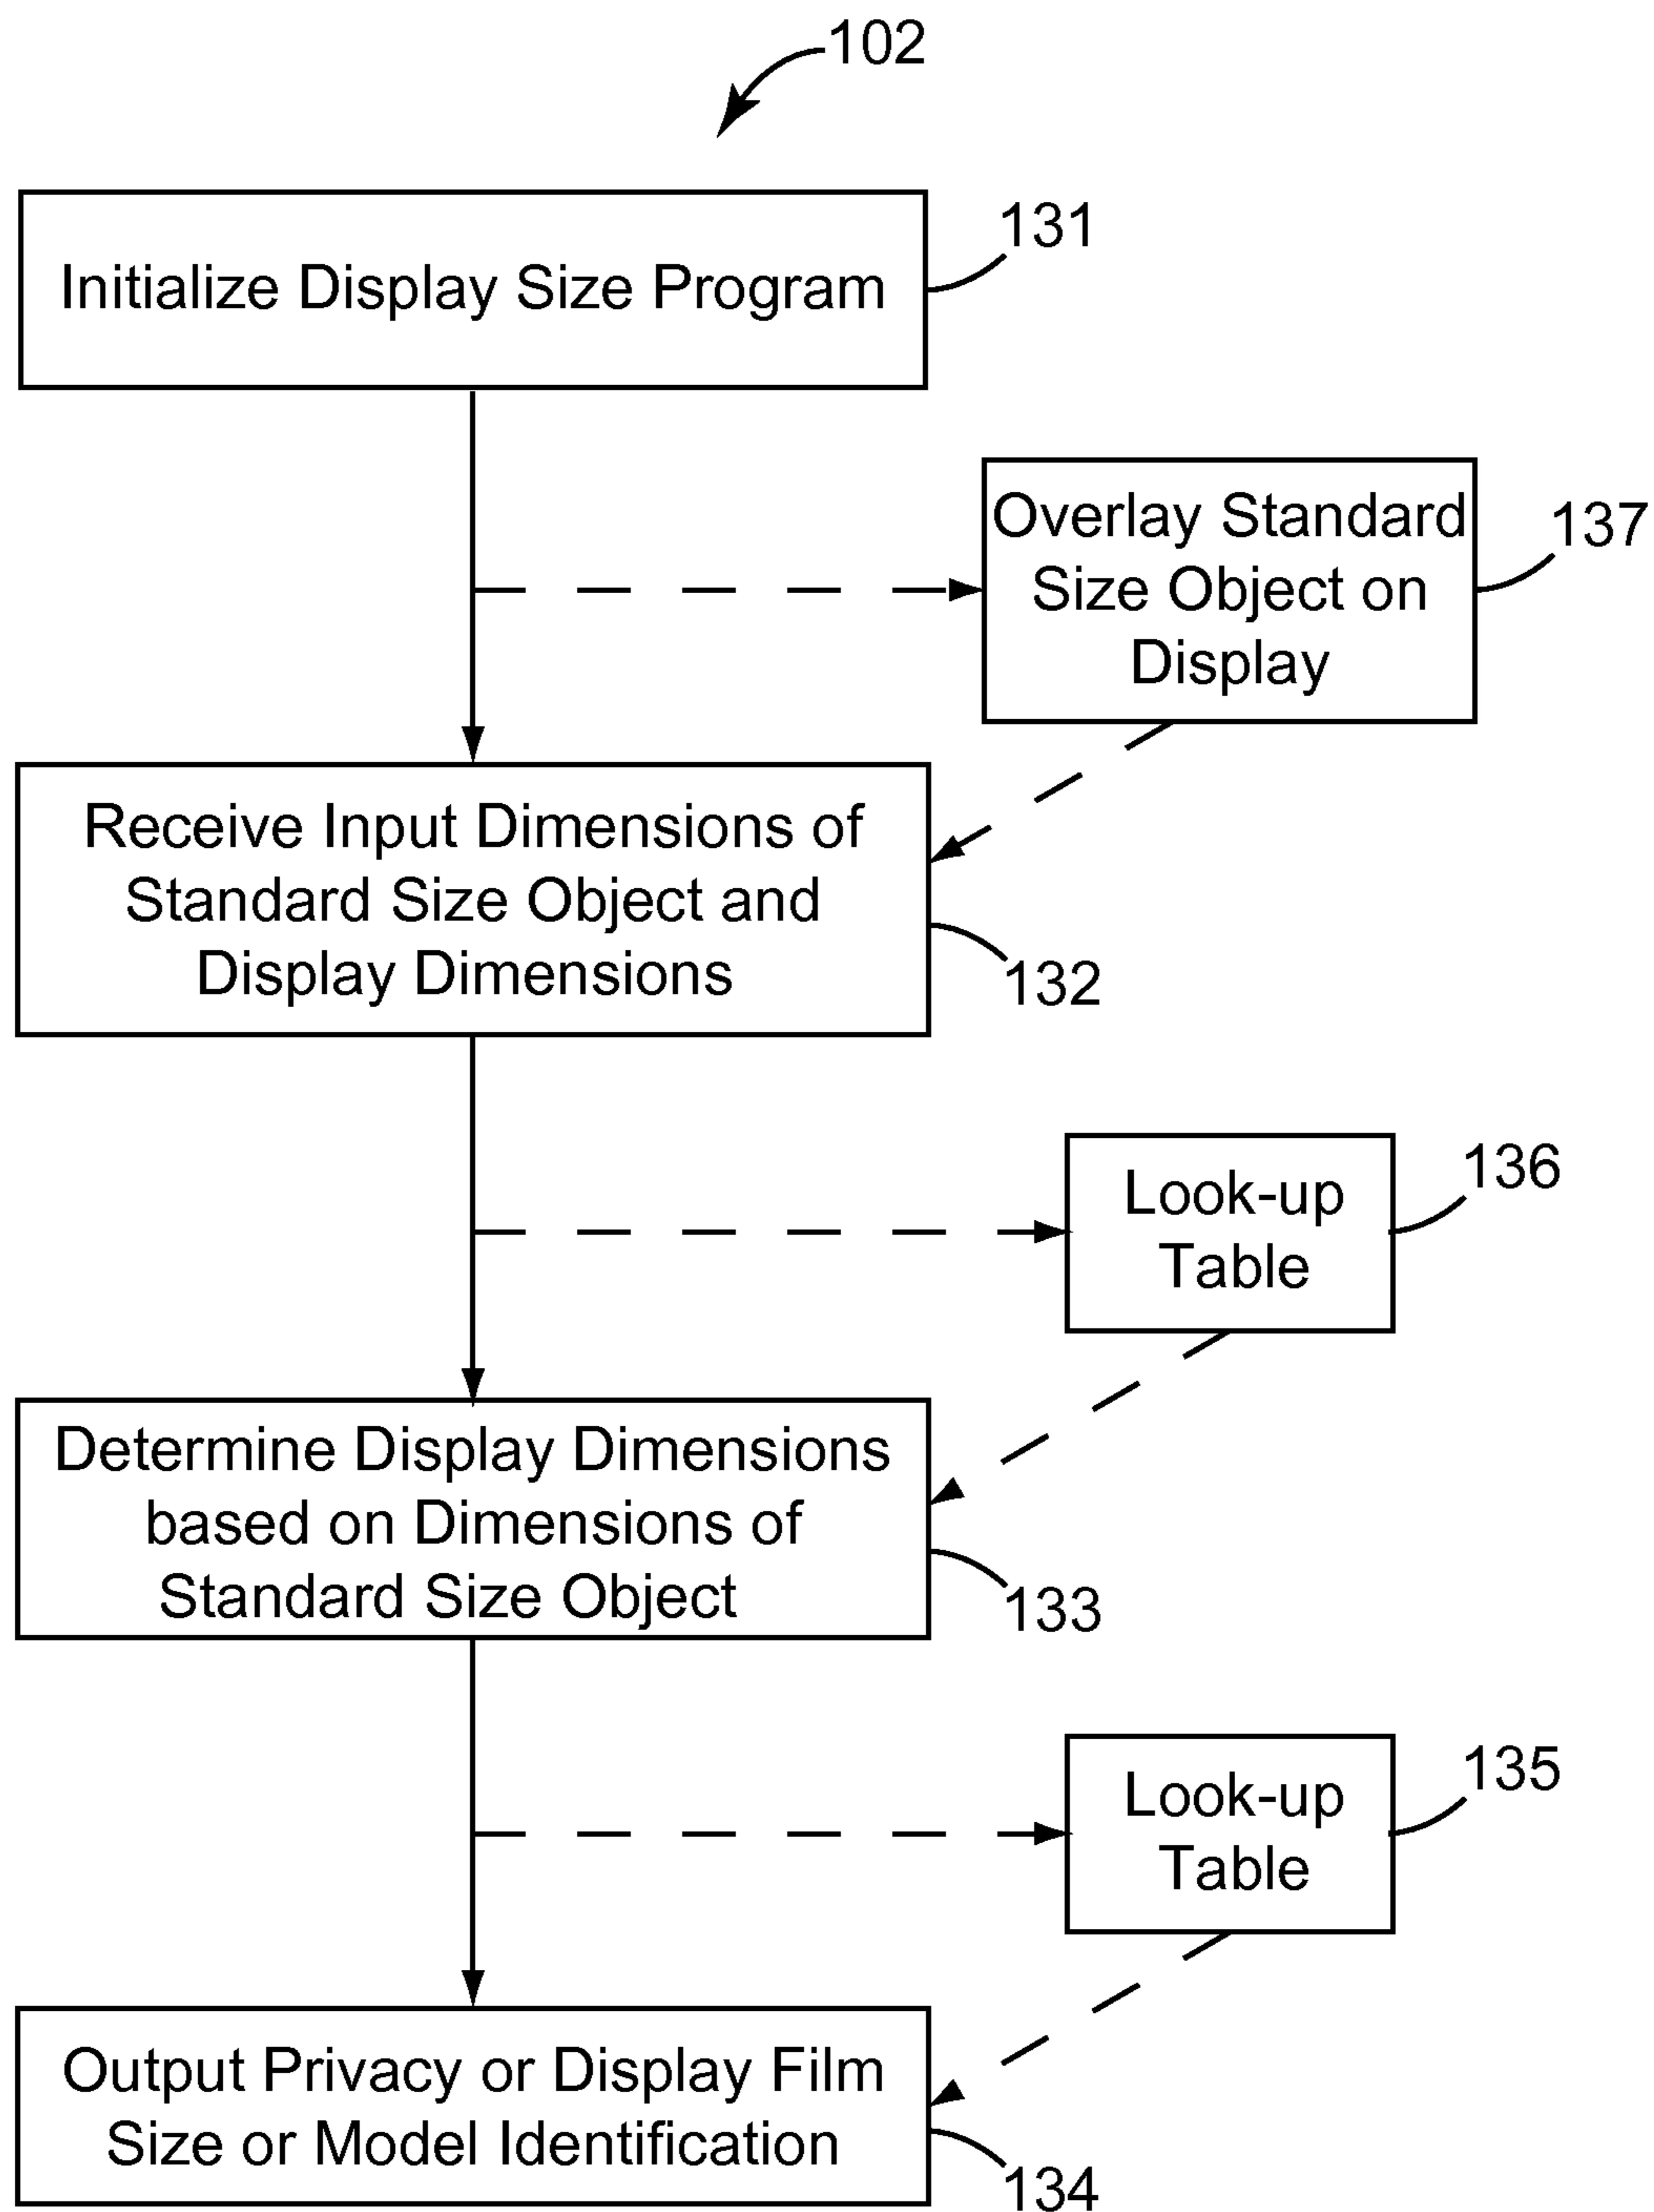 102
Initialize Display Size Program
131
Overlay Standard
Size Object on
Display
137
Receive Input Dimensions of
Standard Size Object and
Display Dimensions
132
Look-up
Table
136
Determine Display Dimensions
based on Dimensions of
Standard Size Object
133
Look-up
Table
135
Output Privacy or Display Film
Size or Model Identification
134